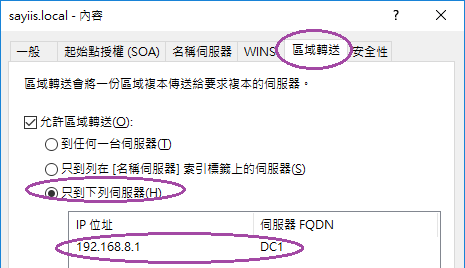 sayiis.local - 內容
一般 起始點授權 (SOA) 名稱伺服器 WINS 區域轉送 安全性
區域轉送會將一份區域複本傳送給要求複本的伺服器。
允許區域轉送(O):
到任何一台伺服器(T)
只到列在 [名稱伺服器] 索引標籤上的伺服器(S)
只到下列伺服器(H)
IP 位址 伺服器 FQDN
192.168.8.1 DC1